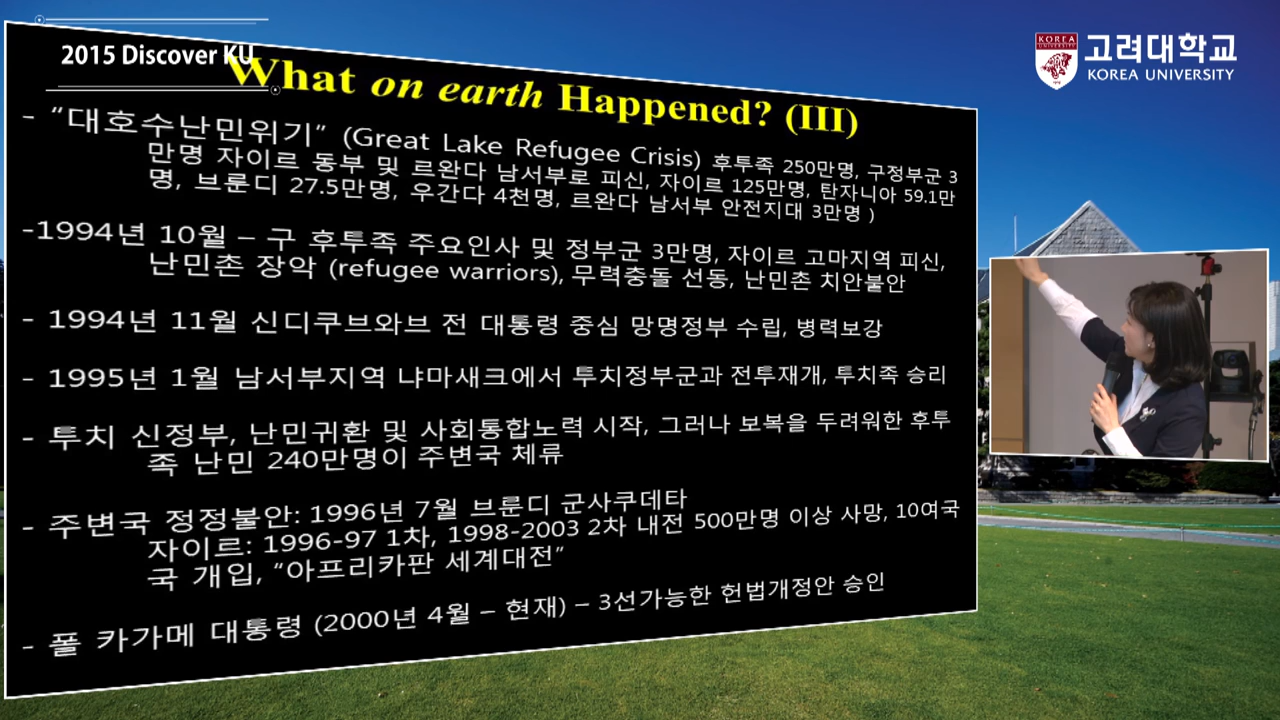 2015 Discover KU
KOREA UNIVERSITY
고려대학교
KOREA UNIVERSITY
What on earth Happened? (III)
- “대호수난민위기” (Great Lake Refugee Crisis) 후투족 250만명, 구정부군 3
만명 자이르 동부 및 르완다 남서부로 피신, 자이르 125만명, 탄자니아 59.1만
명, 브룬디 27.5만명, 우간다 4천명, 르완다 남서부 안전지대 3만명 )
-1994년 10월 – 구 후투족 주요인사 및 정부군 3만명, 자이르 고마지역 피신,
난민촌 장악 (refugee warriors), 무력충돌 선동, 난민촌 치안불안
- 1994년 11월 신디쿠브와브 전 대통령 중심 망명정부 수립, 병력보강
- 1995년 1월 남서부지역 냐마새크에서 투치정부군과 전투재개, 투치족 승리
- 투치 신정부, 난민귀환 및 사회통합노력 시작, 그러나 보복을 두려워한 후투
족 난민 240만명이 주변국 체류
- 주변국 정정불안: 1996년 7월 브룬디 군사쿠데타
자이르: 1996-97 1차, 1998-2003 2차 내전 500만명 이상 사망, 10여국
국 개입, “아프리카판 세계대전”
- 폴 카가메 대통령 (2000년 4월 – 현재) – 3선가능한 헌법개정안 승인